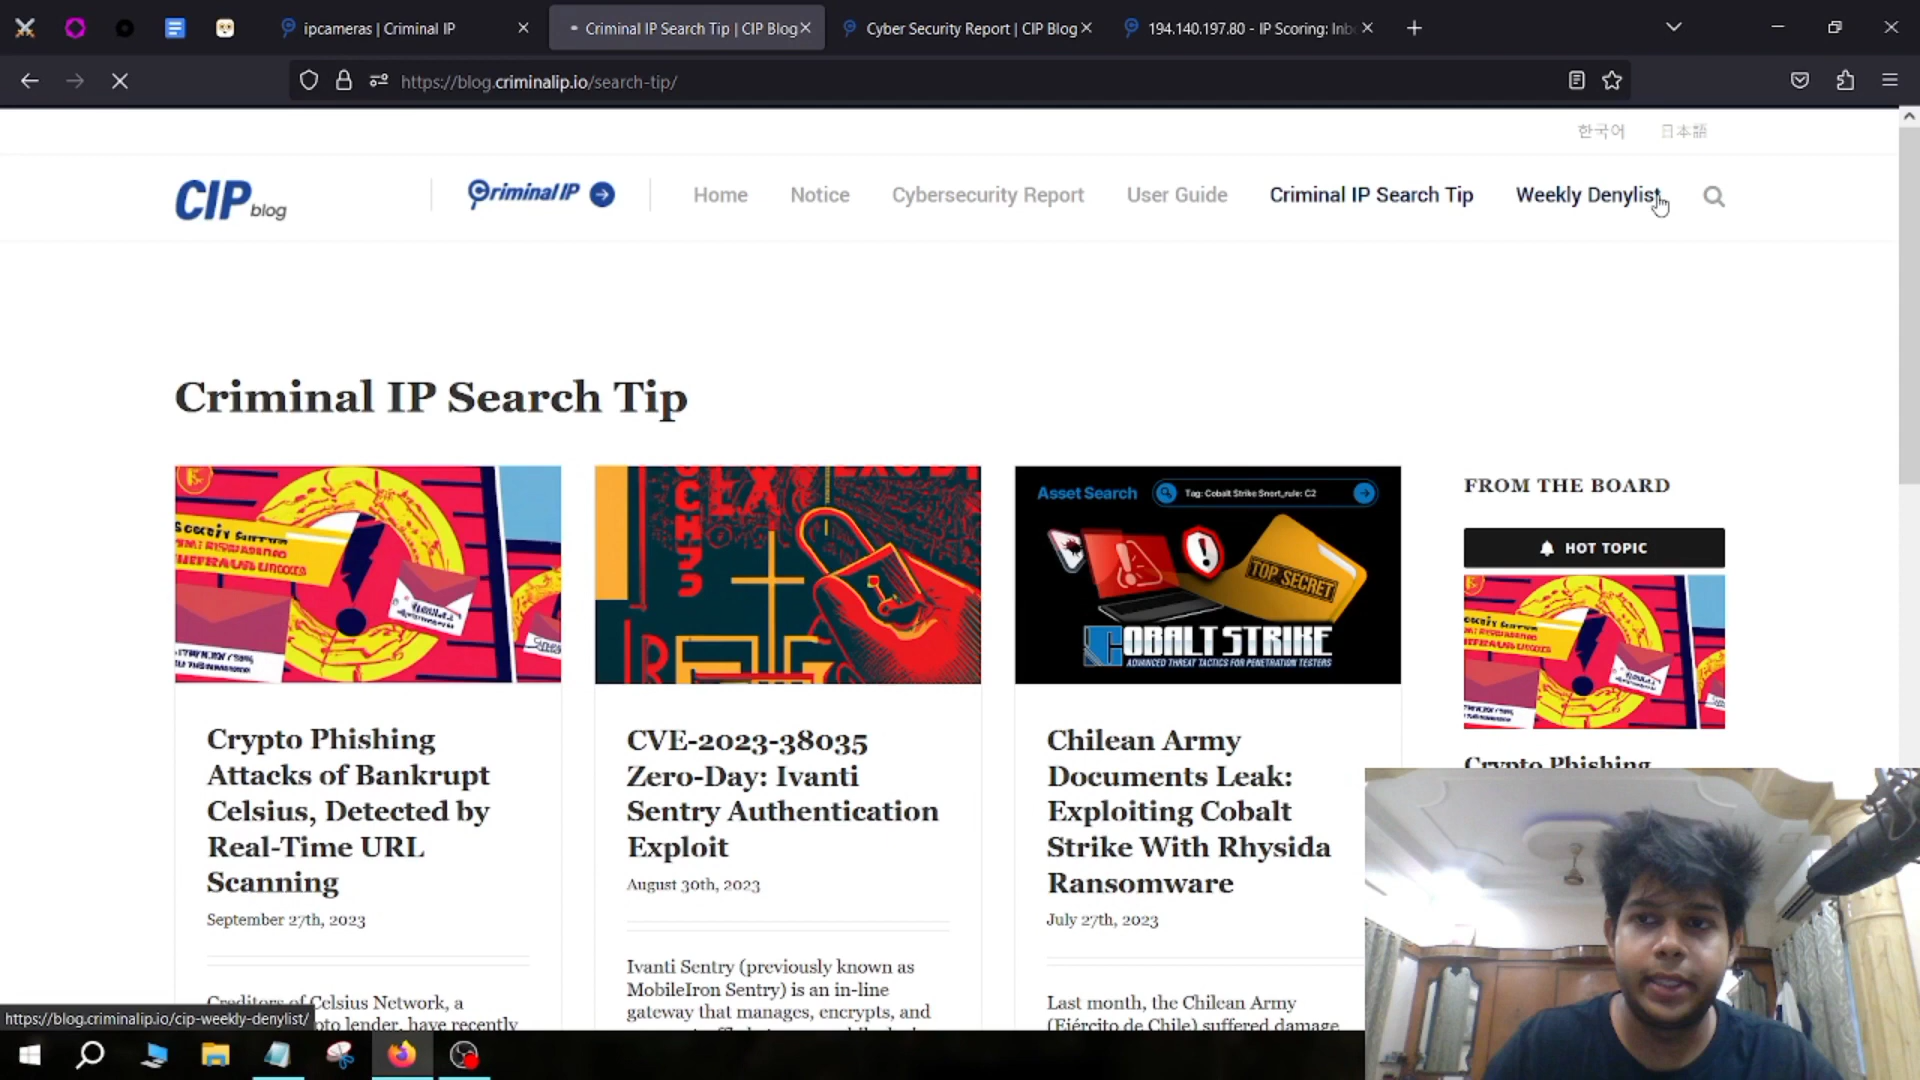 ipcameras | Criminal IP
Criminal IP Search Tip | CIP Blog
Cyber Security Report | CIP Blog
194.140.197.80 - IP Scoring: Inb
https://blog.criminalip.io/search-tip/
한국어 日本語
CIP blog
Criminal IP
Home Notice Cybersecurity Report User Guide Criminal IP Search Tip Weekly Denylist
Criminal IP Search Tip
Asset Search
Tag: Cobalt Strike Snort_rule: C2
TOP SECRET
COBALT STRIKE
ADVANCED THREAT TACTICS FOR PENETRATION TESTERS
FROM THE BOARD
HOT TOPIC
Crypto Phishing
Attacks of Bankrupt
Celsius, Detected by
Real-Time URL
Scanning
September 27th, 2023
Creditors of Celsius Network, a
pto lender, have recently
CVE-2023-38035
Zero-Day: Ivanti
Sentry Authentication
Exploit
August 30th, 2023
Ivanti Sentry (previously known as
MobileIron Sentry) is an in-line
gateway that manages, encrypts, and
Chilean Army
Documents Leak:
Exploiting Cobalt
Strike With Rhysida
Ransomware
July 27th, 2023
Last month, the Chilean Army
(Ejército de Chile) suffered damage
Crypto Phishing
https://blog.criminalip.io/cip-weekly-denylist/